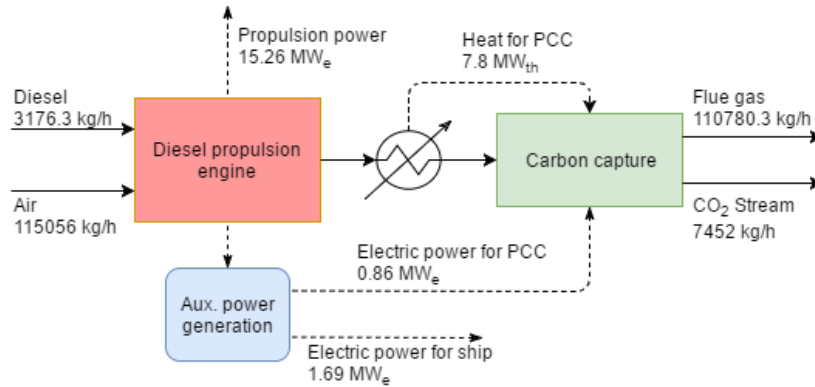 Propulsion power
15.26 MWₑ
Heat for PCC
7.8 MWₜₕ
Diesel
3176.3 kg/h
Flue gas
110780.3 kg/h
Diesel propulsion
engine
Carbon capture
Air
115056 kg/h
CO₂ Stream
7452 kg/h
Electric power for PCC
0.86 MWₑ
Aux. power
generation
Electric power for ship
1.69 MWₑ